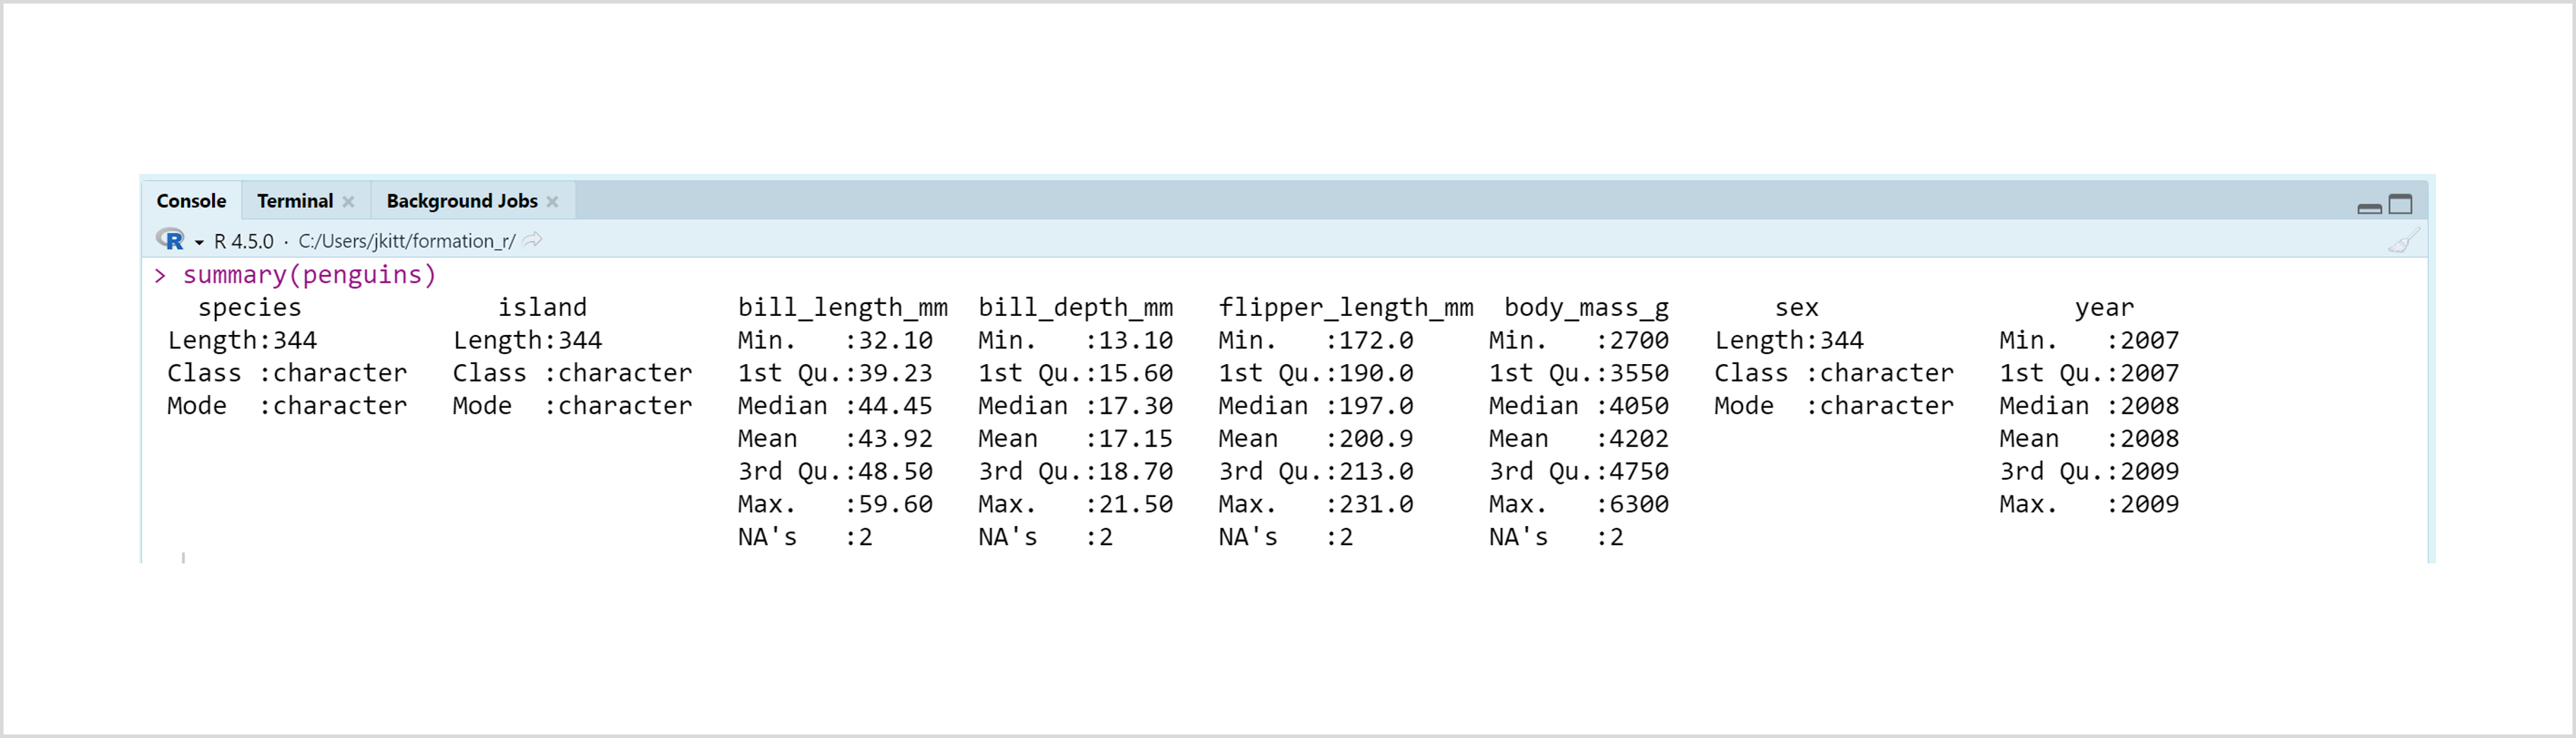 Console Terminal Background Jobs
R R 4.5.0 · C:/Users/jkitt/formation_r/
> summary(penguins)
species island bill_length_mm bill_depth_mm flipper_length_mm body_mass_g sex year
Length:344 Length:344 Min. :32.10 Min. :13.10 Min. :172.0 Min. :2700 Length:344 Min. :2007
Class :character Class :character 1st Qu.:39.23 1st Qu.:15.60 1st Qu.:190.0 1st Qu.:3550 Class :character 1st Qu.:2007
Mode :character Mode :character Median :44.45 Median :17.30 Median :197.0 Median :4050 Mode :character Median :2008
Mean :43.92 Mean :17.15 Mean :200.9 Mean :4202 Mean :2008
3rd Qu.:48.50 3rd Qu.:18.70 3rd Qu.:213.0 3rd Qu.:4750 3rd Qu.:2009
Max. :59.60 Max. :21.50 Max. :231.0 Max. :6300 Max. :2009
NA's :2 NA's :2 NA's :2 NA's :2